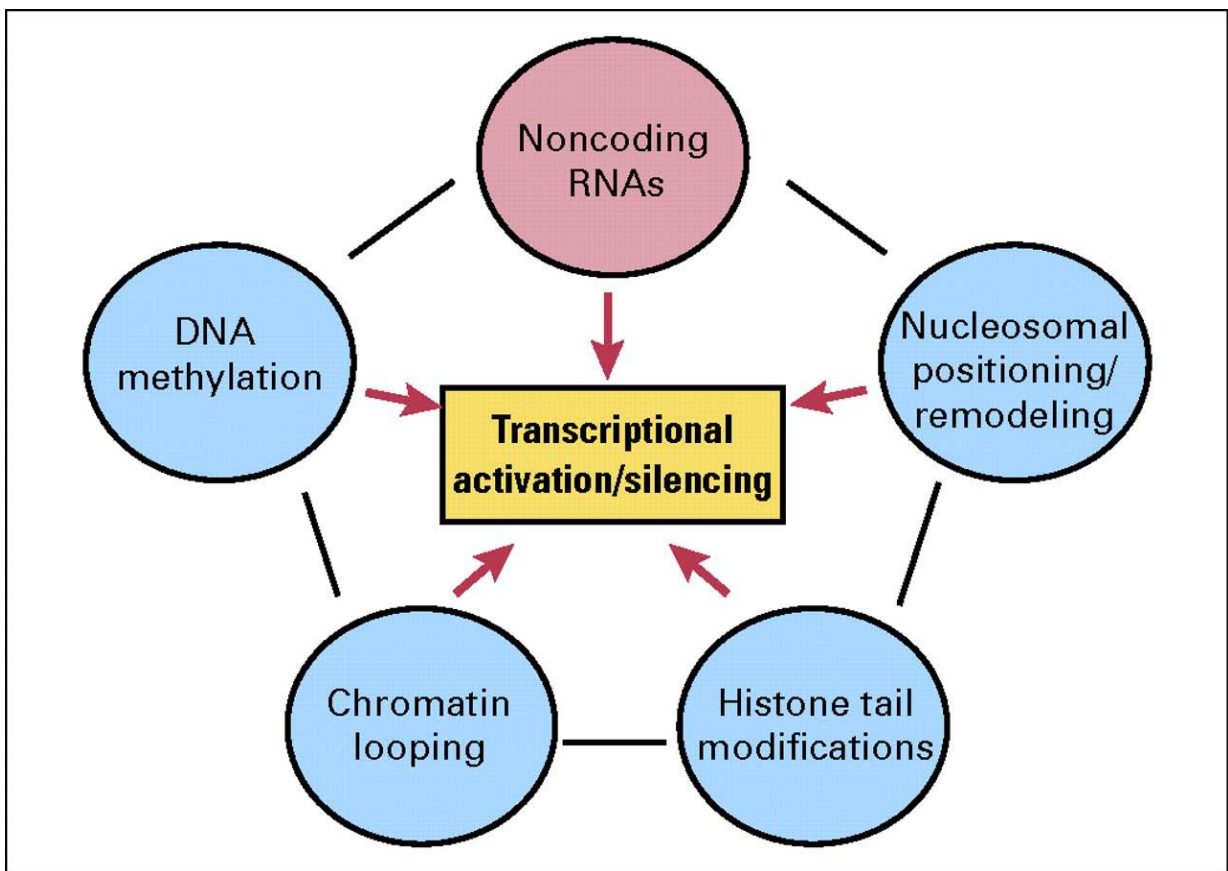 Noncoding
RNAs
DNA
methylation
Nucleosomal
positioning/
remodeling
Transcriptional
activation/silencing
Chromatin
looping
Histone tail
modifications